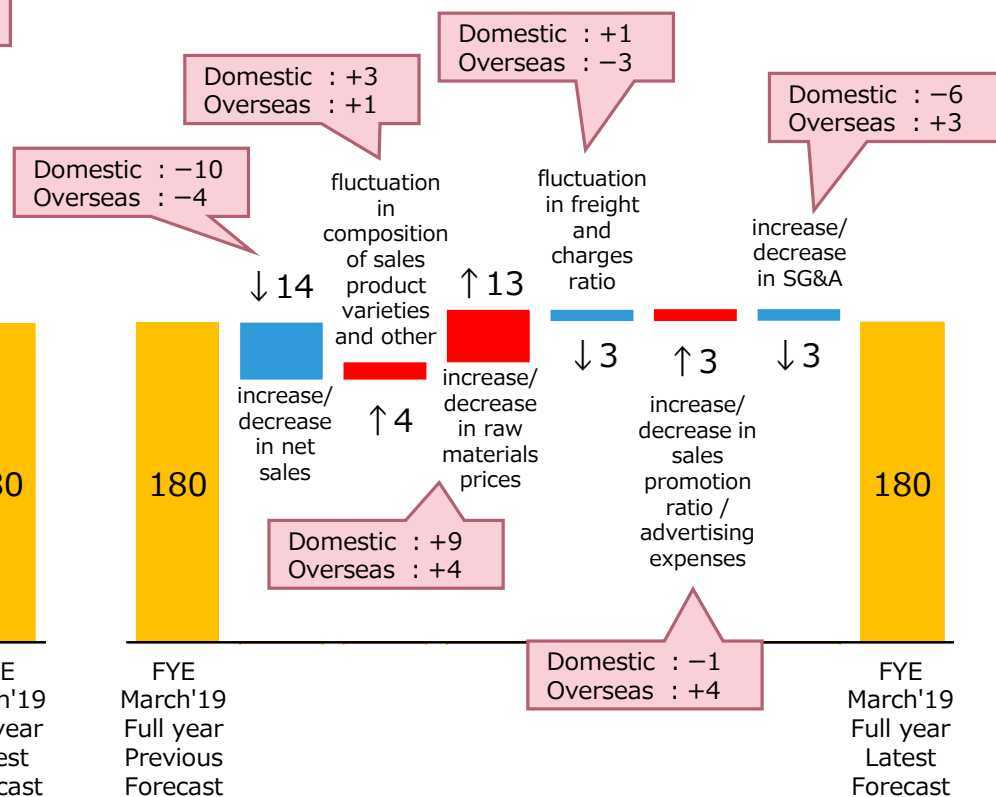 Domestic : +1
Overseas : −3
Domestic : +3
Overseas : +1
Domestic : −6
Overseas : +3
Domestic : −10
Overseas : −4
fluctuation
in
composition
of sales
product
varieties
and other
fluctuation
in freight
and
charges
ratio
increase/
decrease
in SG&A
↓14
↑13
↓3
↑3
↓3
increase/
decrease
in net
sales
↑4
increase/
decrease
in raw
materials
prices
increase/
decrease in
sales
promotion
ratio /
advertising
expenses
180
180
Domestic : +9
Overseas : +4
Domestic : −1
Overseas : +4
FYE
March'19
Full year
Previous
Forecast
FYE
March'19
Full year
Latest
Forecast